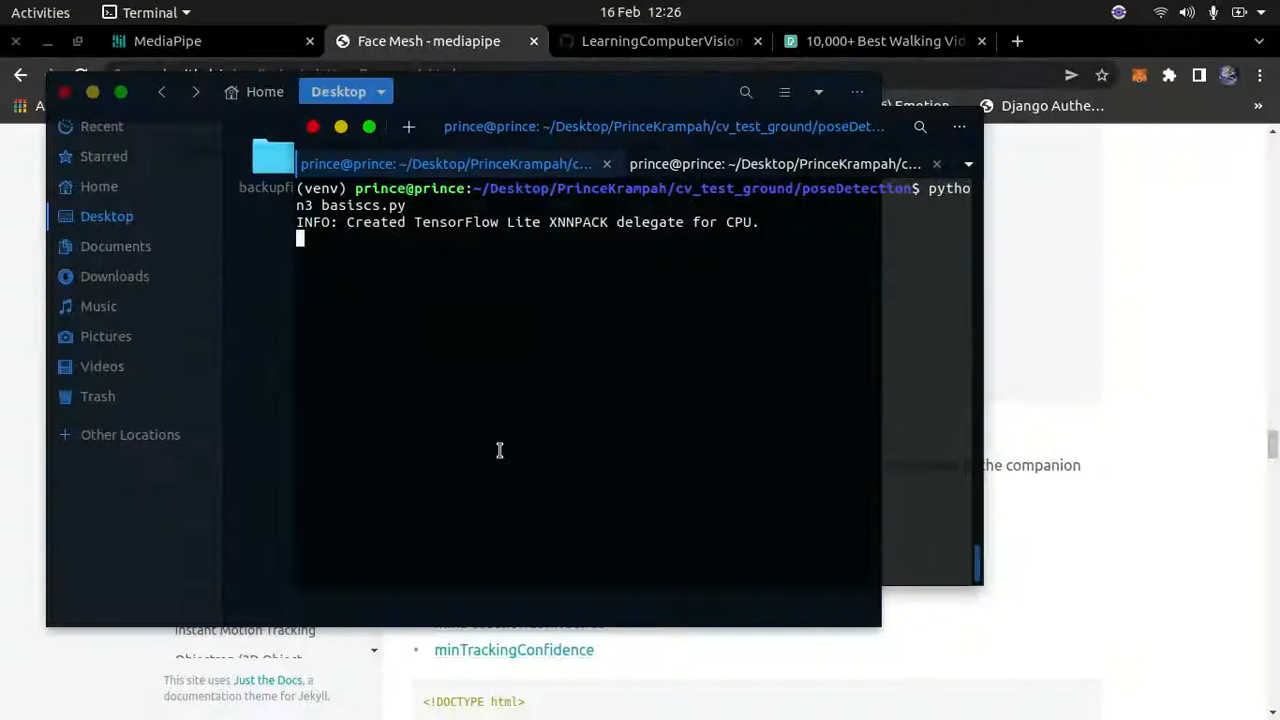 Activities
Terminal
16 Feb 12:26
MediaPipe
Face Mesh - mediapipe
LearningComputerVision
10,000+ Best Walking Vid
Home
Desktop
Emotion
Django Authe...
»
Recent
prince@prince: ~/Desktop/PrinceKrampah/cv_test_ground/poseDet...
Starred
prince@prince: ~/Desktop/PrinceKrampah/c...
prince@prince: ~/Desktop/PrinceKrampah/c...
Home
backupfi
(venv) prince@prince:~/Desktop/PrinceKrampah/cv_test_ground/poseDetection$ pytho
n3 basiscs.py
Desktop
INFO: Created TensorFlow Lite XNNPACK delegate for CPU.
Documents
Downloads
Music
Pictures
Videos
Trash
Other Locations
the companion
Instant Motion Tracking
minTrackingConfidence
This site uses Just the Docs, a
documentation theme for Jekyll.
<!DOCTYPE html>